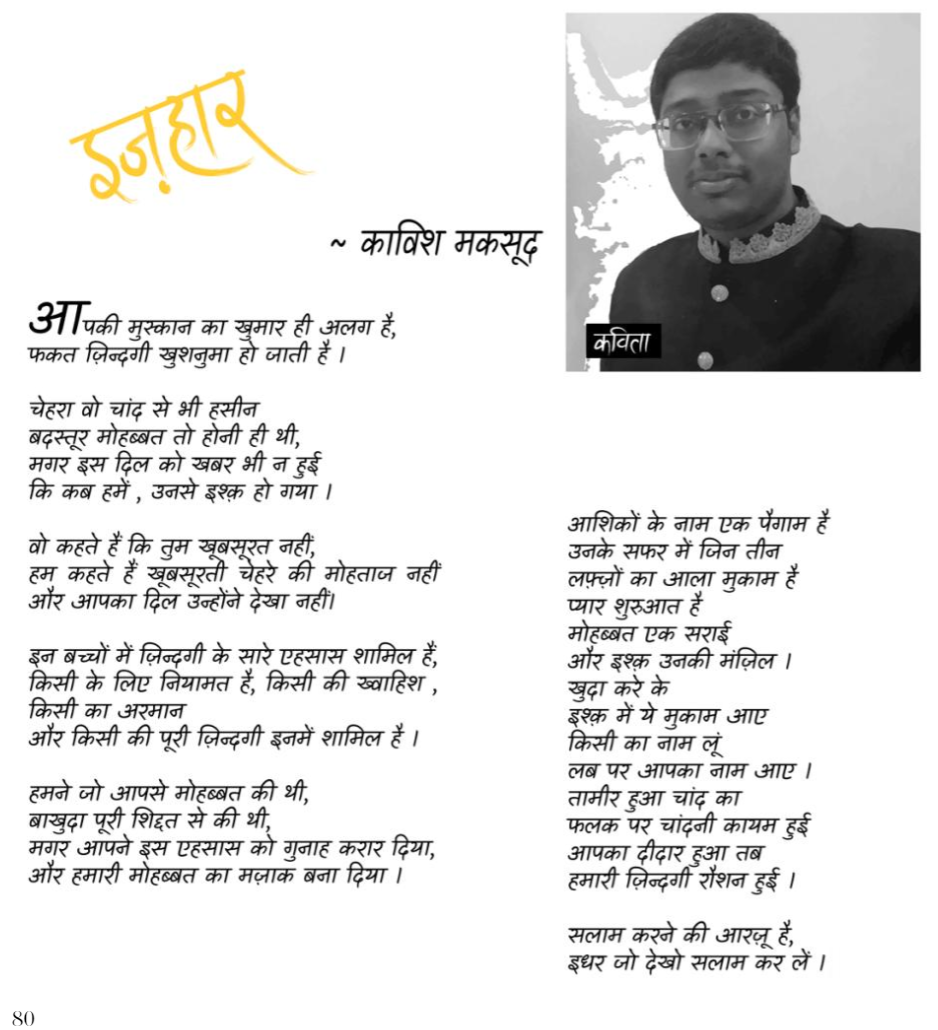 इज़हार
~ काविश मकसूद
कविता
आपकी मुस्कान का खुमार ही अलग है,
फकत ज़िन्दगी खुशनुमा हो जाती है ।
चेहरा वो चांद से भी हसीन
बदस्तूर मोहब्बत तो होनी ही थी,
मगर इस दिल को खबर भी न हुई
कि कब हमें , उनसे इश्क़ हो गया ।
वो कहते हैं कि तुम खूबसूरत नहीं,
हम कहते हैं खूबसूरती चेहरे की मोहताज नहीं
और आपका दिल उन्होंने देखा नहीं।
इन बच्चों में ज़िन्दगी के सारे एहसास शामिल हैं,
किसी के लिए नियामत है, किसी की ख्वाहिश ,
किसी का अरमान
और किसी की पूरी ज़िन्दगी इनमें शामिल है ।
हमने जो आपसे मोहब्बत की थी,
बाखुदा पूरी शिद्दत से की थी,
मगर आपने इस एहसास को गुनाह करार दिया,
और हमारी मोहब्बत का मज़ाक बना दिया ।
आशिकों के नाम एक पैगाम है
उनके सफर में जिन तीन
लफ़्ज़ों का आला मुकाम है
प्यार शुरुआत है
मोहब्बत एक सराई
और इश्क़ उनकी मंज़िल ।
खुदा करे के
इश्क़ में ये मुकाम आए
किसी का नाम लूं
लब पर आपका नाम आए ।
तामीर हुआ चांद का
फलक पर चांदनी कायम हुई
आपका दीदार हुआ तब
हमारी ज़िन्दगी रौशन हुई ।
सलाम करने की आरज़ू है,
इधर जो देखो सलाम कर लें ।
80